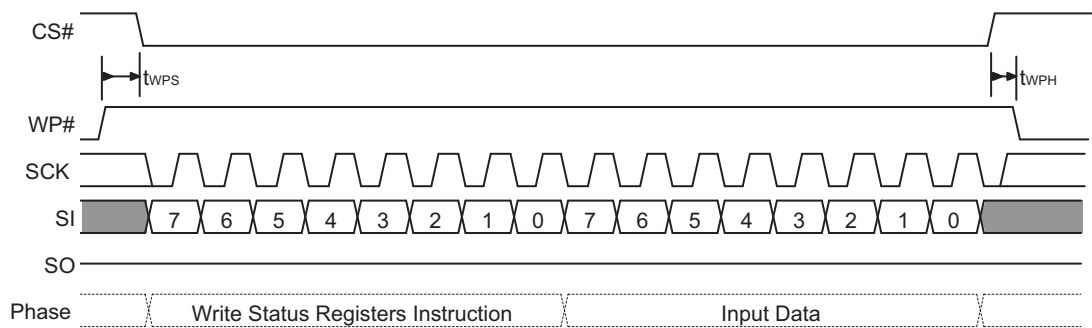 CS#
tWPS
tWPH
WP#
SCK
SI 7 6 5 4 3 2 1 0 7 6 5 4 3 2 1 0
SO
Phase Write Status Registers Instruction Input Data